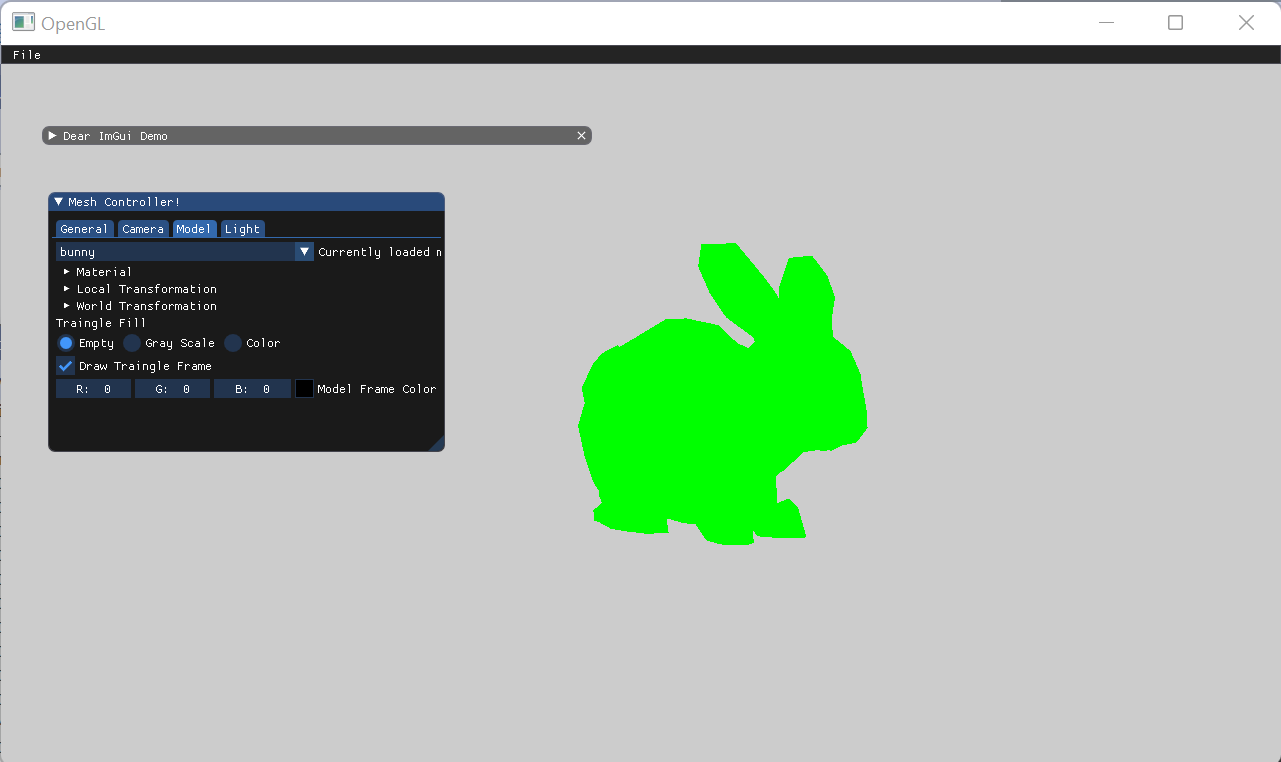 OpenGL
File
Dear ImGui Demo
Mesh Controller!
General Camera Model Light
bunny Currently loaded
Material
Local Transformation
World Transformation
Traingle Fill
Empty Gray Scale Color
Draw Traingle Frame
R: 0 G: 0 B: 0 Model Frame Color